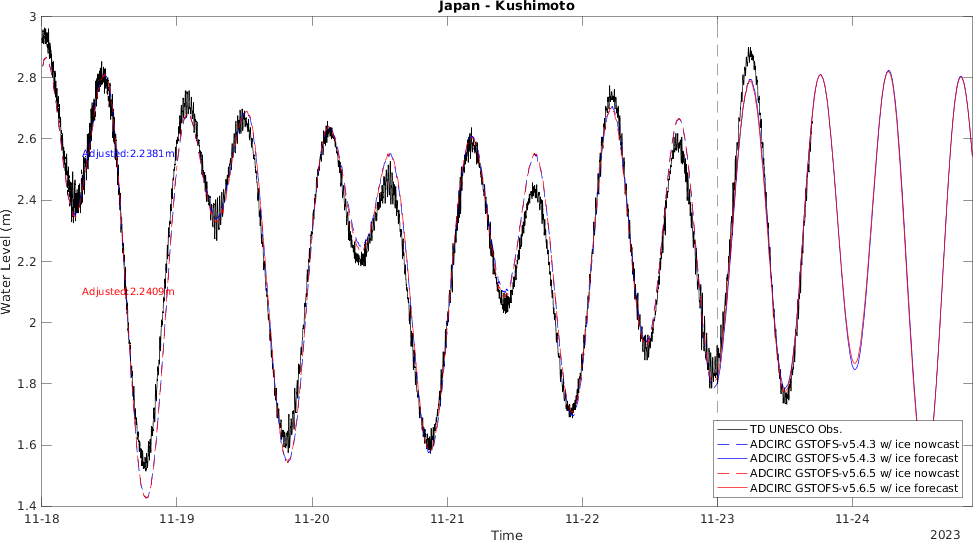 Japan - Kushimoto
3
2.8
2.6
2.4
2.2
2
1.8
1.6
1.4
Water Level (m)
Adjusted:2.2381m
Adjusted:2.2409m
TD UNESCO Obs.
ADCIRC GSTOFS-v5.4.3 w/ ice nowcast
ADCIRC GSTOFS-v5.4.3 w/ ice forecast
ADCIRC GSTOFS-v5.6.5 w/ ice nowcast
ADCIRC GSTOFS-v5.6.5 w/ ice forecast
11-18 11-19 11-20 11-21 11-22 11-23 11-24
Time
2023